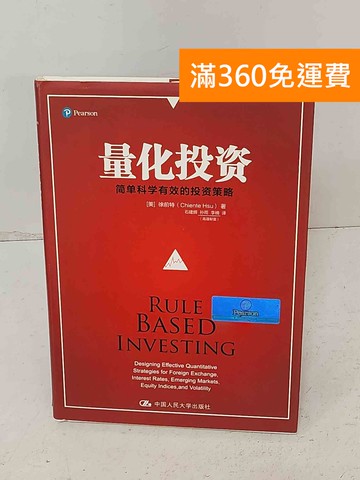 滿360免運費
Pearson
量化投资
简单科学有效的投资策略
[美] 徐前特（Chiente Hsu）著
RULE
BASED
INVESTING
Pearson
Designing Effective Quantitative
Strategies for Foreign Exchange,
Interest Rates, Emerging Markets,
Equity Indices,and Volatility
中国人民大学出版社